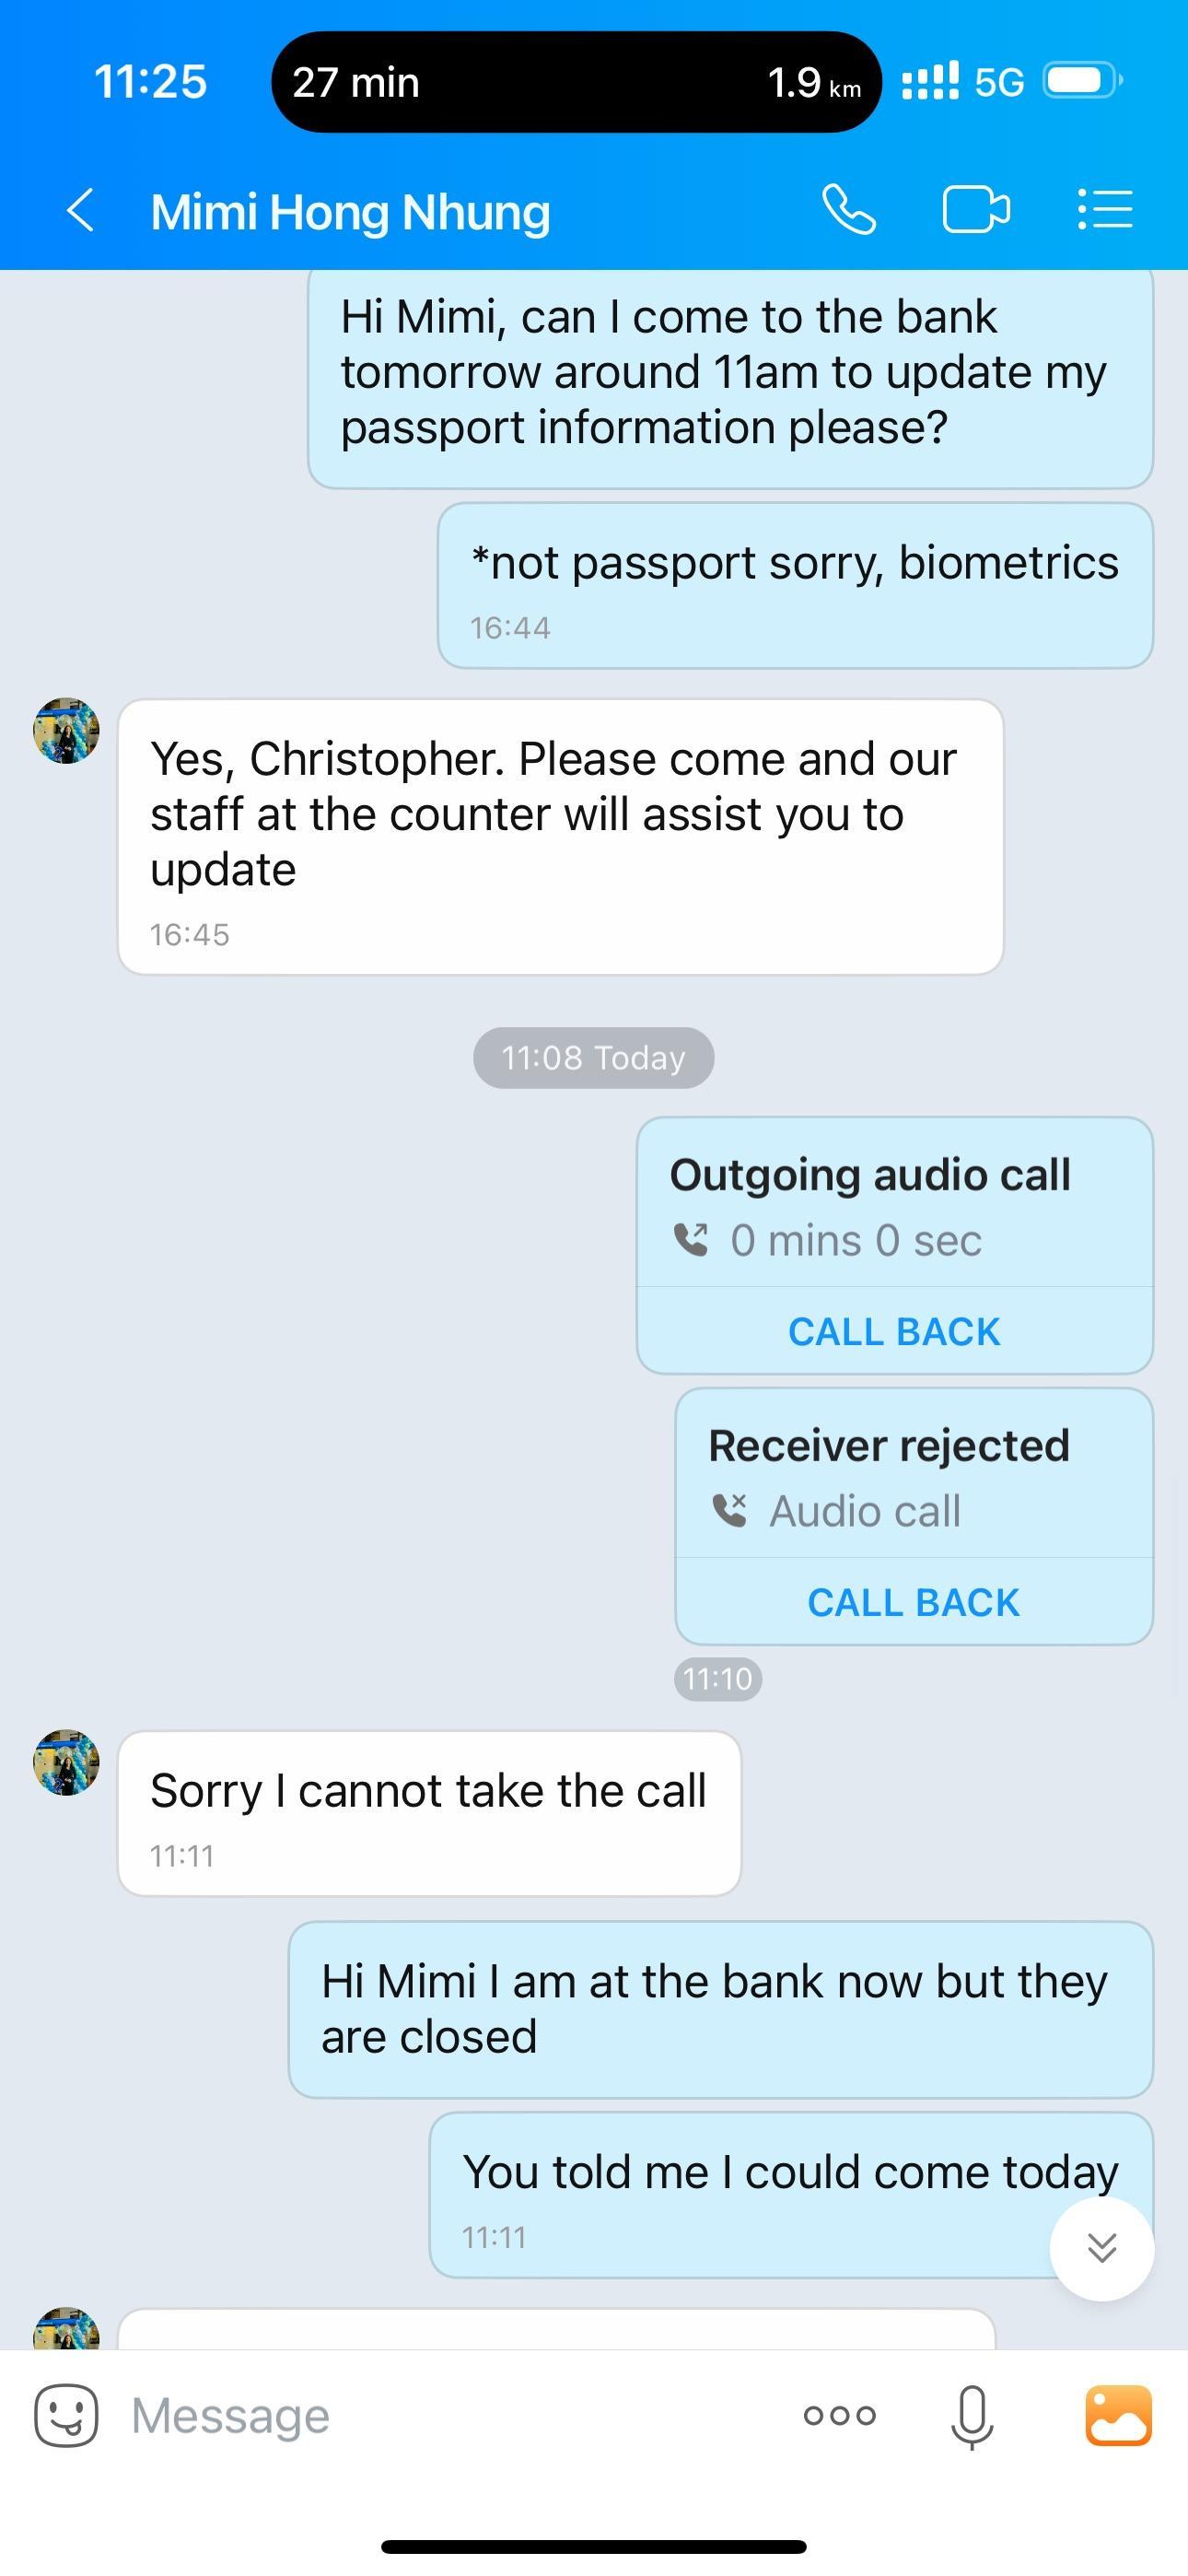 11:25
27 min
1.9 km
5G
Mimi Hong Nhung
Hi Mimi, can I come to the bank
tomorrow around 11am to update my
passport information please?
*not passport sorry, biometrics
16:44
Yes, Christopher. Please come and our
staff at the counter will assist you to
update
16:45
11:08 Today
Outgoing audio call
0 mins 0 sec
CALL BACK
Receiver rejected
Audio call
CALL BACK
11:10
Sorry I cannot take the call
11:11
Hi Mimi I am at the bank now but they
are closed
You told me I could come today
11:11
Message